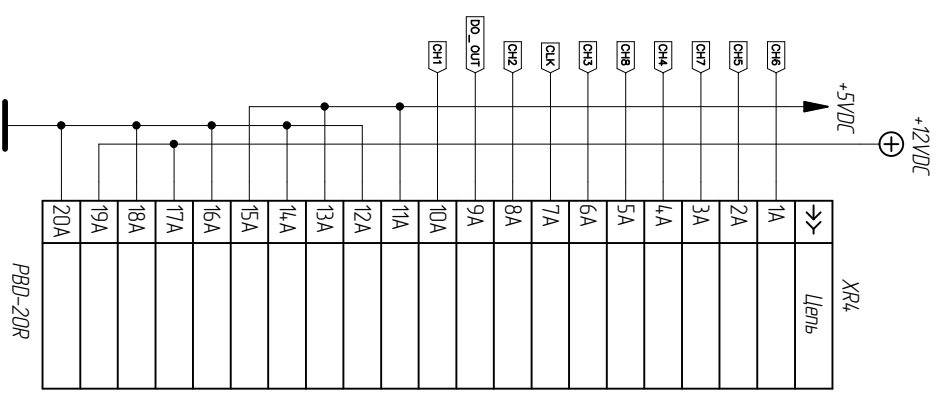 +12VDC
XR4
+5VDC
Цепь
CH6 1A
CH5 2A
CH7 3A
CH4 4A
CH8 5A
CH3 6A
CLK 7A
CH2 8A
DO_OUT 9A
CH1 10A
11A
12A
13A
14A
15A
16A
17A
18A
19A
20A
PBD-20R